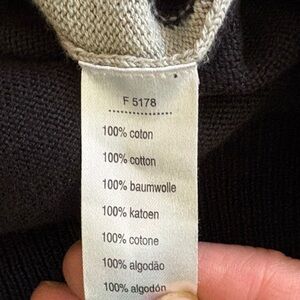 F 5178
100% coton
100% cotton
100% baumwolle
100% katoen
100% cotone
100% algodão
100% algodón